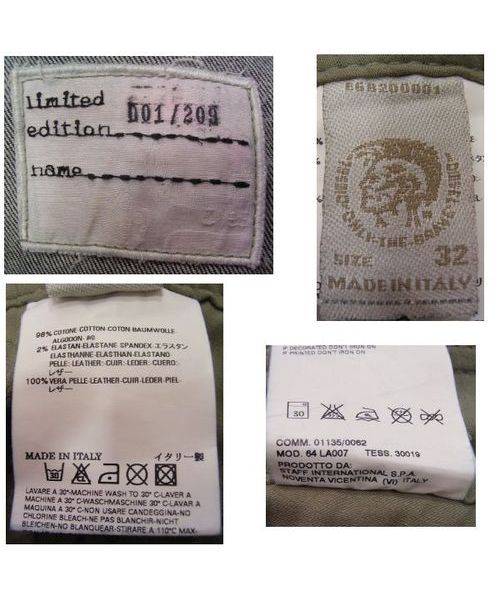 limited 001/209
edition
name
E6B200001
DIESEL
DIESEL
ONLY-THE-BRAVE
SIZE 32
MADE IN ITALY
98% COTONE COTTON-COTON BAUMWOLLE-
ALGODON-綿
2% ELASTAN-ELASTANE SPANDEX-エラスタン
ELASTHANNE-ELASTHAN-ELASTANO
PELLE-LEATHER-CUIR-LEDER-CUERO-
レザー
100% VERA PELLE-LEATHER-CUIR-LEDER-PIEL-
レザー
MADE IN ITALY イタリー製
LAVARE A 30°-MACHINE WASH TO 30° C-LAVER A
MACHINE A 30° C-WASCHEN BEI 30° C-LAVAR A
MAQUINA A 30° C-NON USARE CANDEGGINA-NO
CHLORINE BLEACH-NE PAS BLANCHIR-NICHT
BLEICHEN-NO BLANQUEAR-STIRARE A 110° MAX-
IF DECORATED DON'T IRON ON
IF PRINTED DON'T IRON ON
30
COMM. 01135/0062
MOD. 64 LA007 TESS. 30019
PRODOTTO DA:
STAFF INTERNATIONAL S.P.A.
NOVENTA VICENTINA (VI) ITALY